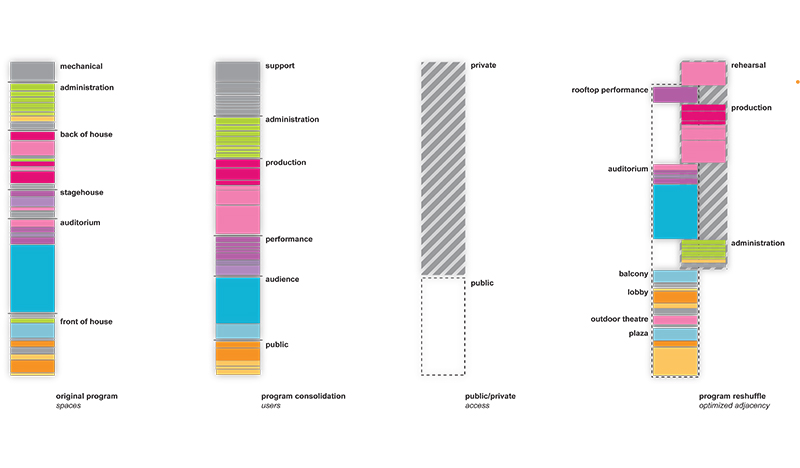 mechanical
administration
back of house
stagehouse
auditorium
front of house
original program
spaces
support
administration
production
performance
audience
public
program consolidation
users
private
public
public/private
access
rehearsal
rooftop performance
production
auditorium
administration
balcony
lobby
outdoor theatre
plaza
program reshuffle
optimized adjacency